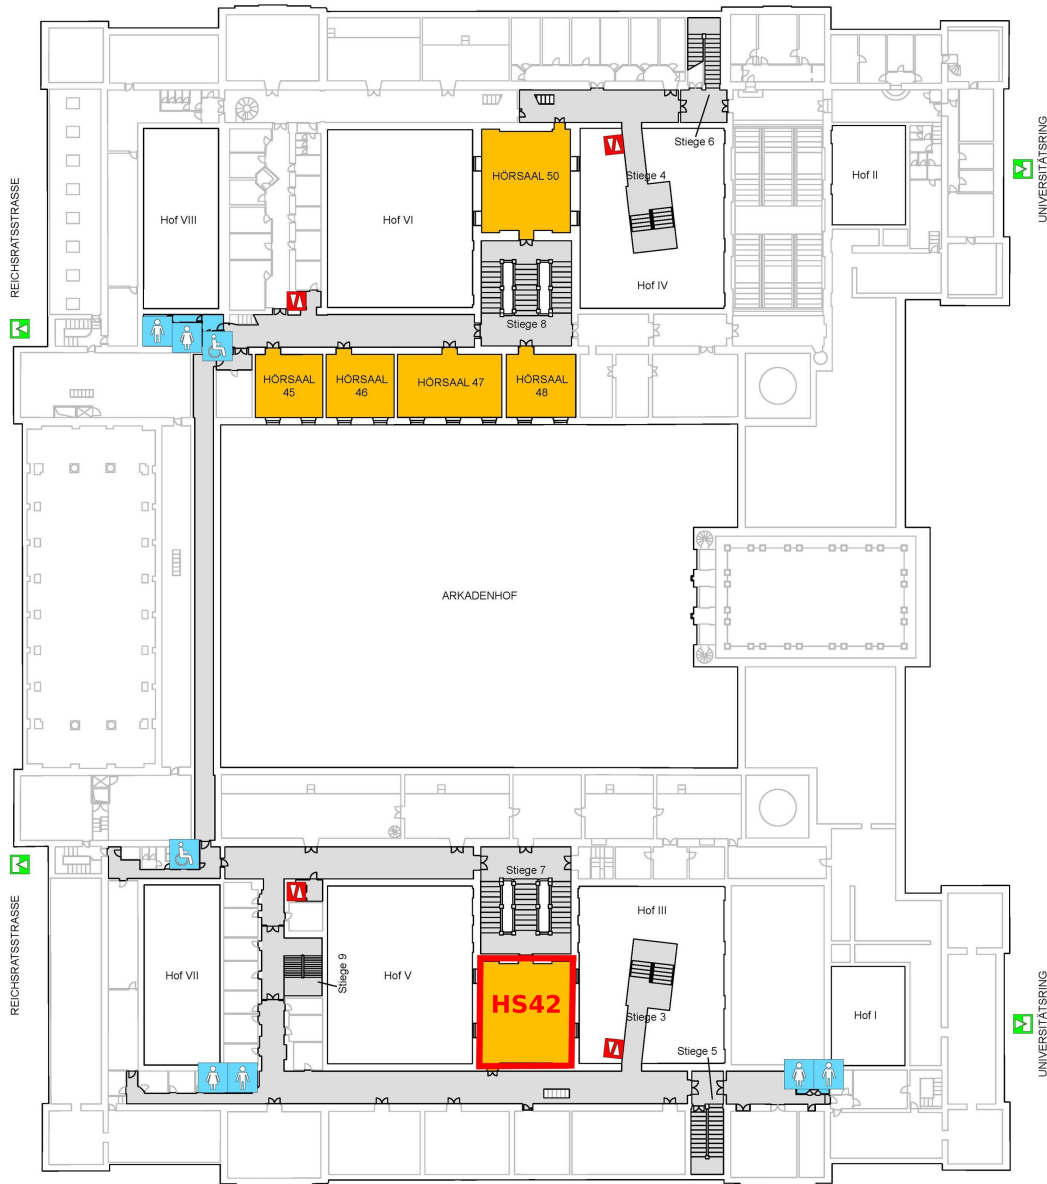 Stiege 6
UNIVERSITÄTSRING
REICHSRATSSTRASSE
HÖRSAAL 50
Stiege 4
Hof II
Hof VIII
Hof VI
Hof IV
Stiege 8
HÖRSAAL
45
HÖRSAAL
46
HÖRSAAL 47
HÖRSAAL
48
ARKADENHOF
Stiege 7
REICHSRATSSTRASSE
Hof VII
Stiege 9
Hof V
HS42
Hof III
Stiege 3
Stiege 5
Hof I
UNIVERSITÄTSRING